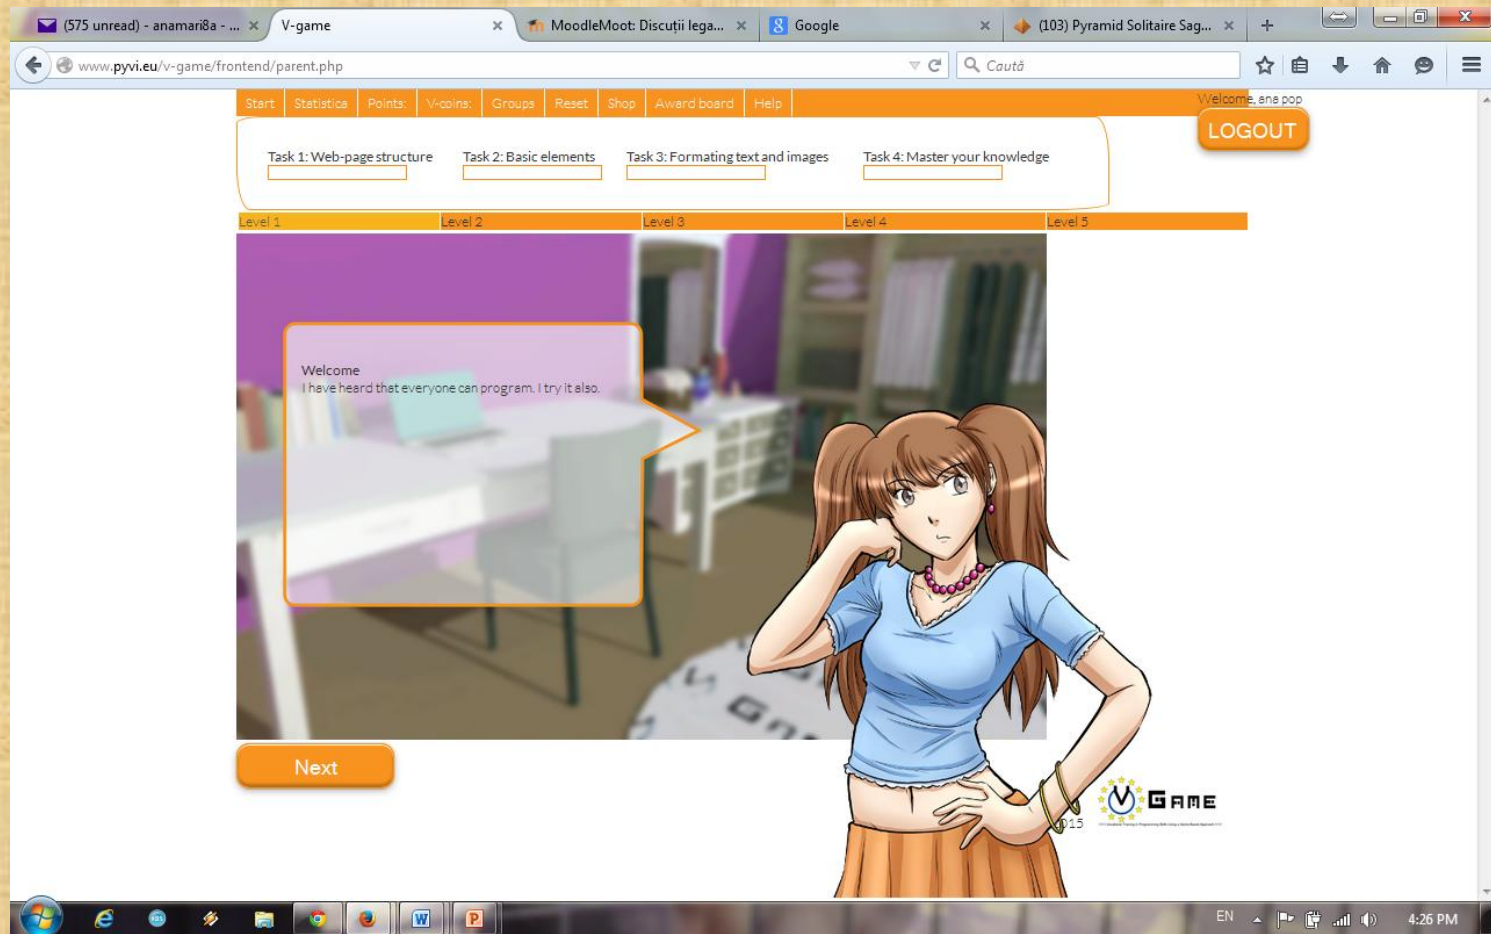 (575 unread) - anamari8a - ...
V-game
MoodleMoot: Discuții lega...
Google
(103) Pyramid Solitaire Sag...
www.pyvi.eu/v-game/frontend/parent.php
Caută
Start Statistica Points: V-coins: Groups Reset Shop Award board Help
Welcome, ana pop
LOGOUT
Task 1: Web-page structure
Task 2: Basic elements
Task 3: Formating text and images
Task 4: Master your knowledge
Level 1 Level 2 Level 3 Level 4 Level 5
Welcome
I have heard that everyone can program. I try it also.
Next
V GAME
015
EN
4:26 PM